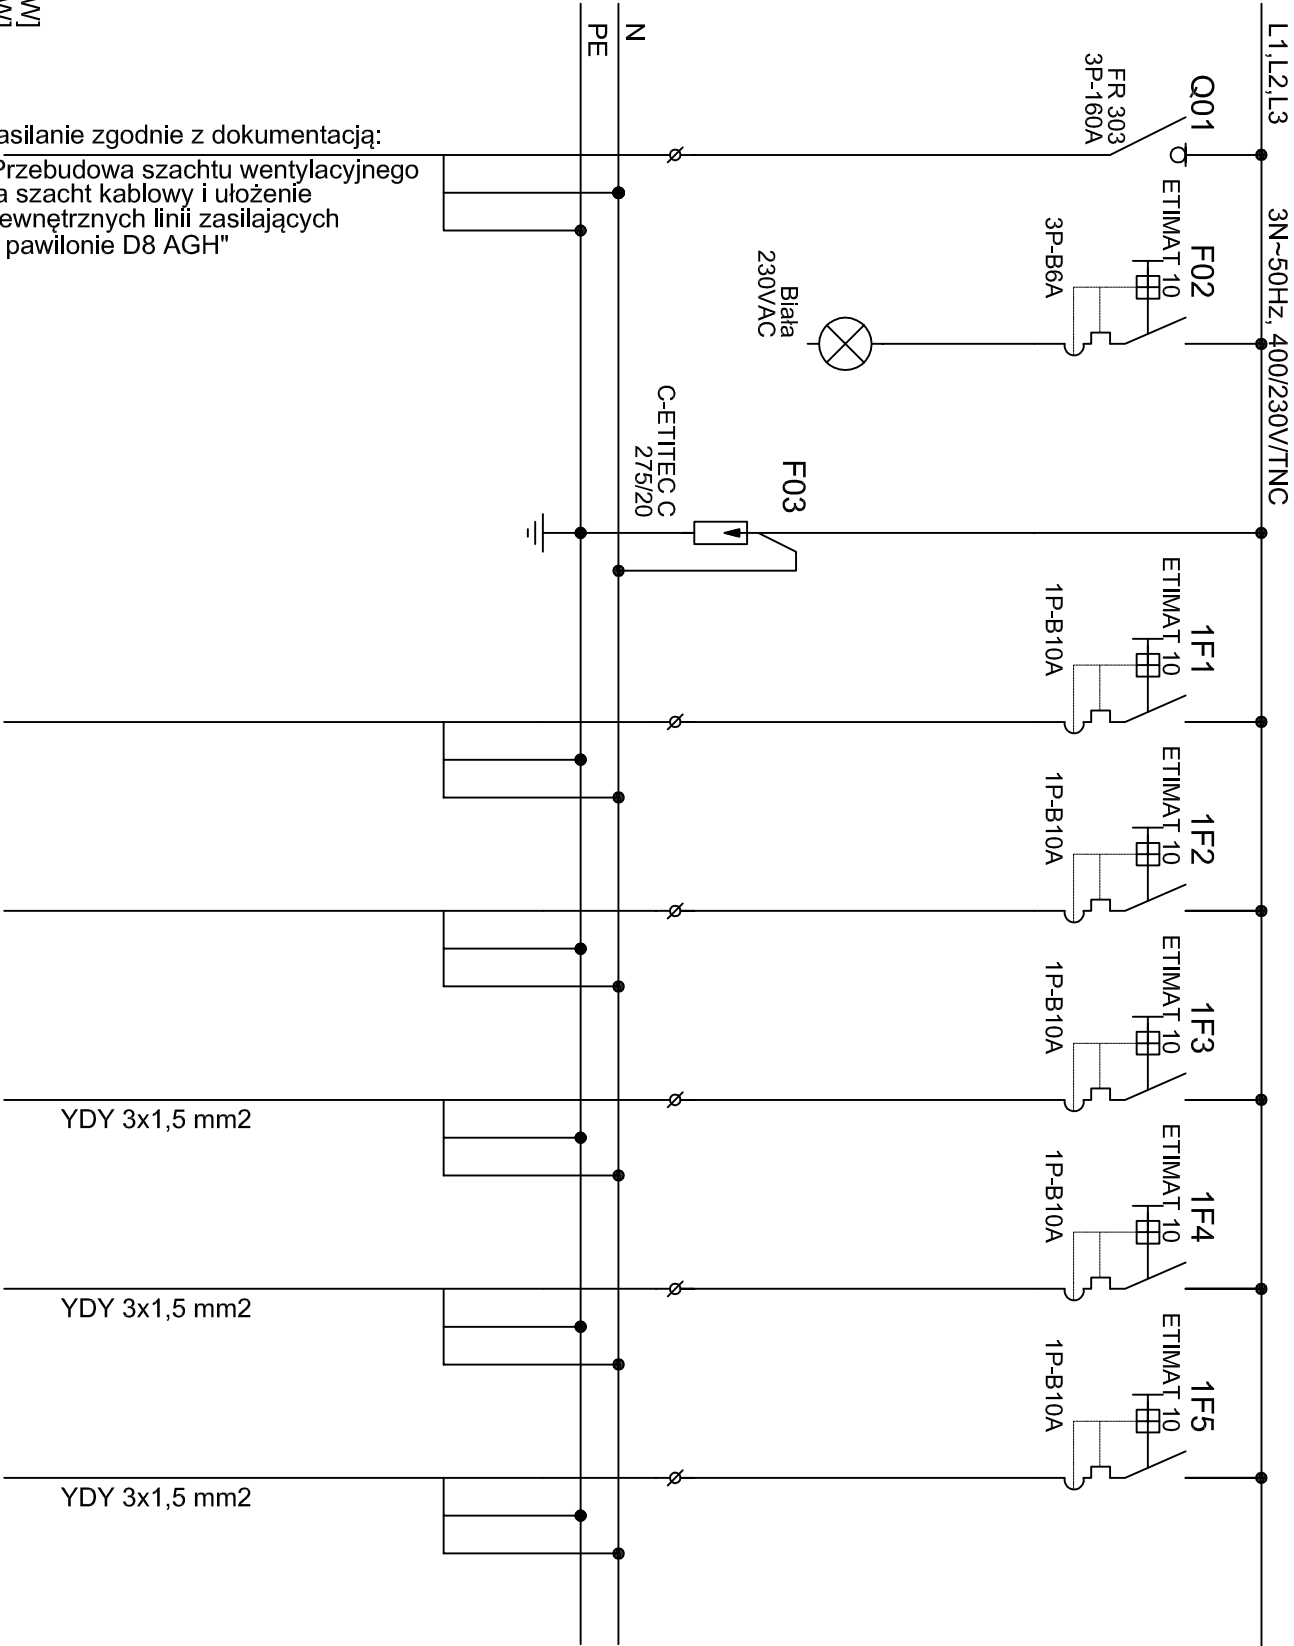 L1,L2,L3
3N~50Hz, 400/230V/TNC
N
PE
Q01
FR 303
3P-160A
F02
ETIMAT 10
3P-B6A
Biała
230VAC
F03
C-ETITEC C
275/20
1F1
ETIMAT 10
1P-B10A
1F2
ETIMAT 10
1P-B10A
1F3
ETIMAT 10
1P-B10A
1F4
ETIMAT 10
1P-B10A
1F5
ETIMAT 10
1P-B10A
asilanie zgodnie z dokumentacją:
Przebudowa szachtu wentylacyjnego
a szacht kablowy i ułożenie
ewnętrznych linii zasilających
pawilonie D8 AGH"
YDY 3x1,5 mm2
YDY 3x1,5 mm2
YDY 3x1,5 mm2
W]